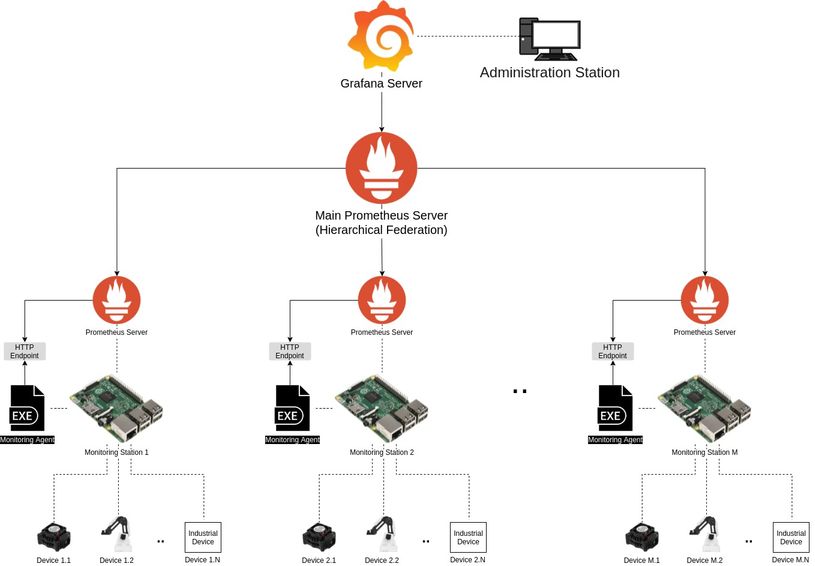 Grafana Server
Administration Station
Main Prometheus Server
(Hierarchical Federation)
Prometheus Server
Prometheus Server
Prometheus Server
HTTP
Endpoint
HTTP
Endpoint
HTTP
Endpoint
..
EXE
EXE
EXE
Monitoring Agent
Monitoring Agent
Monitoring Agent
Monitoring Station 1
Monitoring Station 2
Monitoring Station M
..
Industrial
Device
..
Industrial
Device
..
Industrial
Device
Device 1.1
Device 1.2
Device 1.N
Device 2.1
Device 2.2
Device 2.N
Device M.1
Device M.2
Device M.N